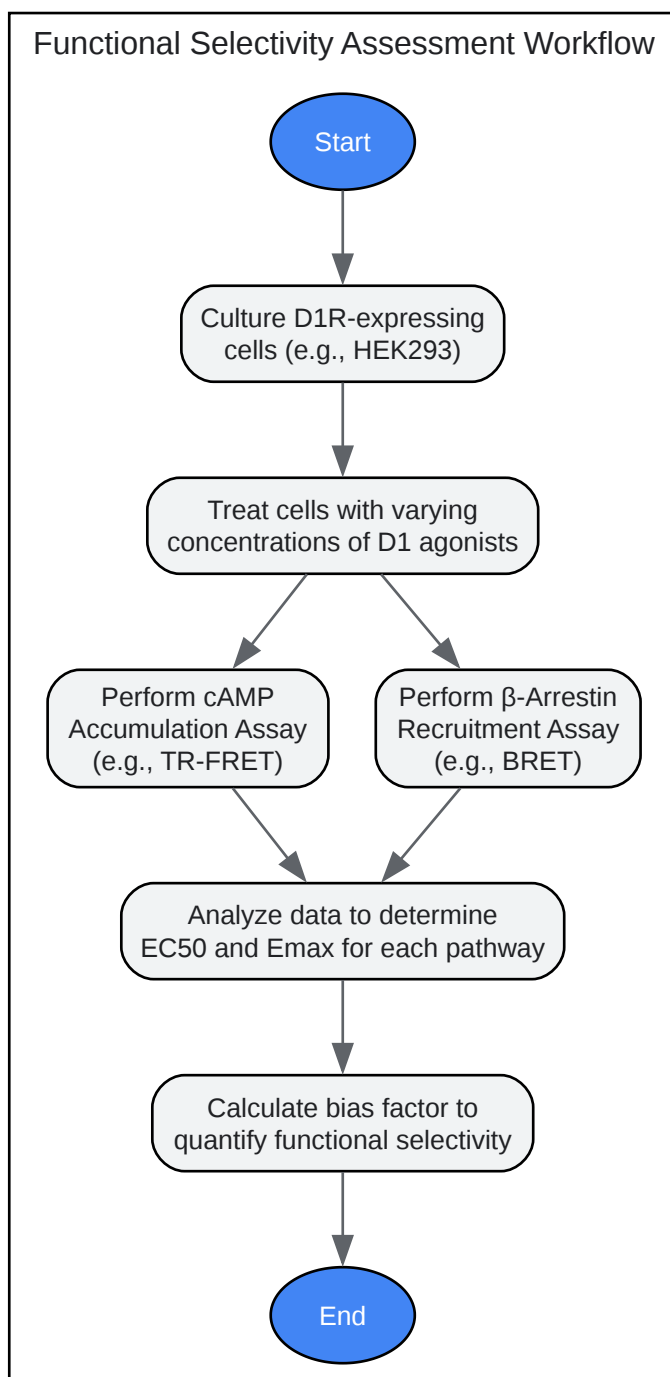 Functional Selectivity Assessment Workflow
Start
Culture D1R-expressing
cells (e.g., HEK293)
Treat cells with varying
concentrations of D1 agonists
Perform cAMP
Accumulation Assay
(e.g., TR-FRET)
Perform β-Arrestin
Recruitment Assay
(e.g., BRET)
Analyze data to determine
EC50 and Emax for each pathway
Calculate bias factor to
quantify functional selectivity
End